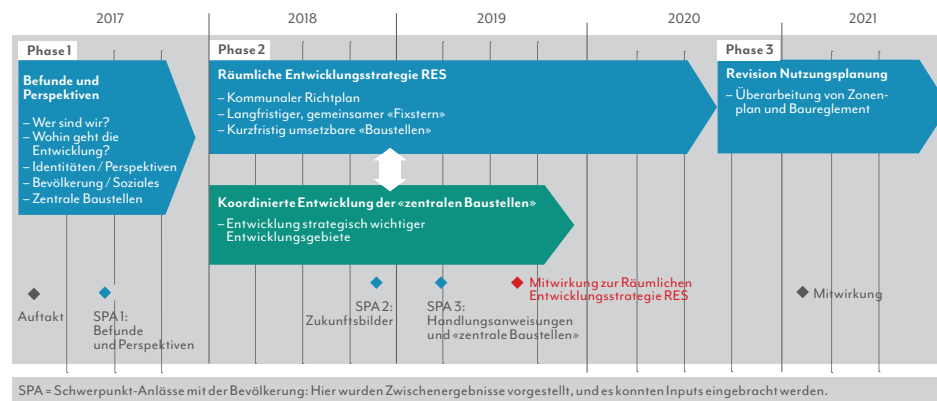 2017
2018
2019
2020
2021
Phase 1
Befunde und
Perspektiven
– Wer sind wir?
– Wohin geht die
Entwicklung?
– Identitäten / Perspektiven
– Bevölkerung / Soziales
– Zentrale Baustellen
Phase 2
Räumliche Entwicklungsstrategie RES
– Kommunaler Richtplan
– Langfristiger, gemeinsamer «Fixstern»
– Kurzfristig umsetzbare «Baustellen»
Phase 3
Revision Nutzungsplanung
– Überarbeitung von Zonen-
plan und Baureglement
Koordinierte Entwicklung der «zentralen Baustellen»
– Entwicklung strategisch wichtiger
Entwicklungsgebiete
Auftakt
SPA 1:
Befunde
und Perspektiven
SPA 2:
Zukunftsbilder
SPA 3:
Handlungsanweisungen
und «zentrale Baustellen»
Mitwirkung zur Räumlichen
Entwicklungsstrategie RES
Mitwirkung
SPA = Schwerpunkt-Anlässe mit der Bevölkerung: Hier wurden Zwischenergebnisse vorgestellt, und es konnten Inputs eingebracht werden.